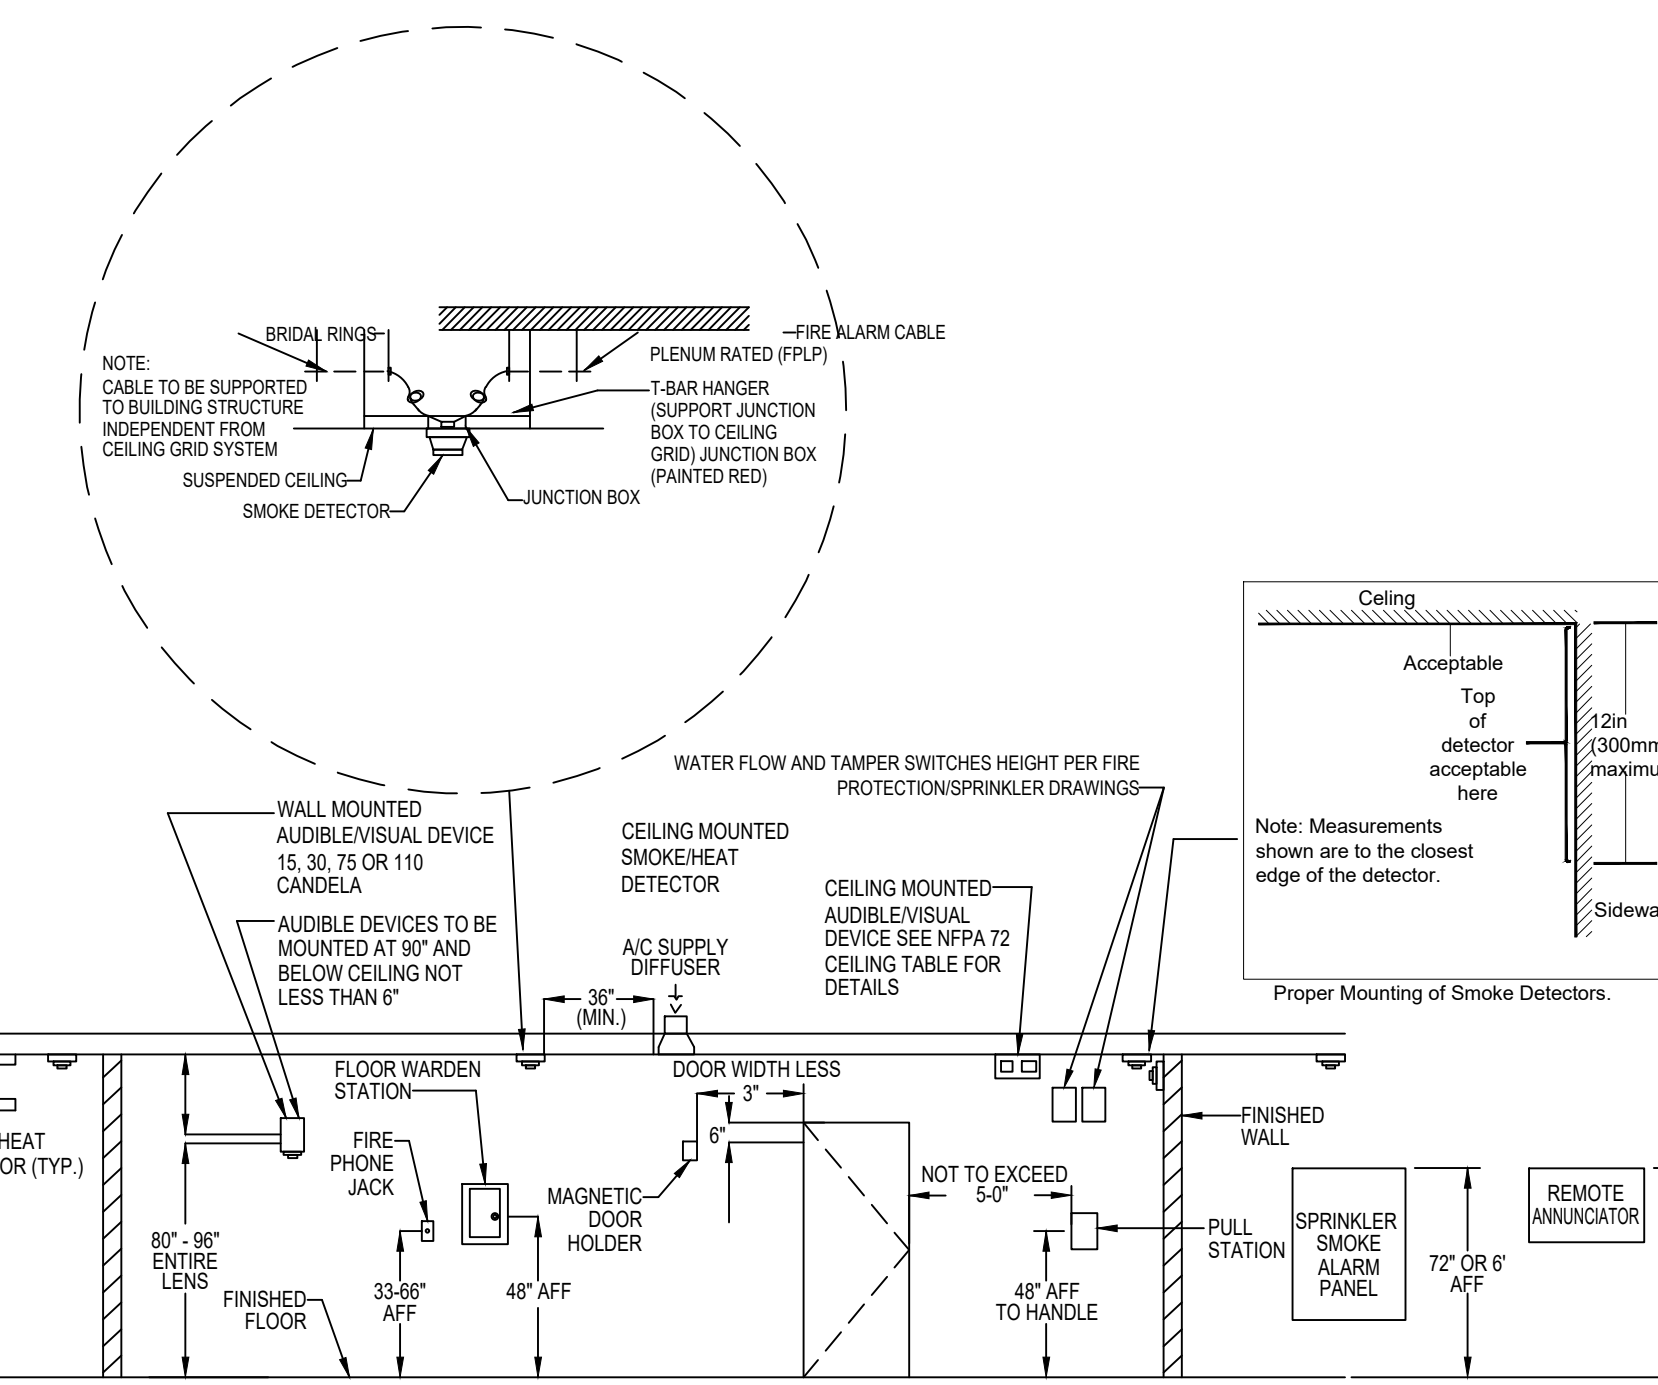 BRIDAL RINGS
FIRE ALARM CABLE
PLENUM RATED (FPLP)
NOTE:
CABLE TO BE SUPPORTED
TO BUILDING STRUCTURE
INDEPENDENT FROM
CEILING GRID SYSTEM
T-BAR HANGER
(SUPPORT JUNCTION
BOX TO CEILING
GRID) JUNCTION BOX
(PAINTED RED)
SUSPENDED CEILING
SMOKE DETECTOR
JUNCTION BOX
Celing
Acceptable
Top
of
detector
acceptable
here
12in
(300mm
maximu
Note: Measurements
shown are to the closest
edge of the detector.
Sidewa
Proper Mounting of Smoke Detectors.
WATER FLOW AND TAMPER SWITCHES HEIGHT PER FIRE
PROTECTION/SPRINKLER DRAWINGS
WALL MOUNTED
AUDIBLE/VISUAL DEVICE
15, 30, 75 OR 110
CANDELA
AUDIBLE DEVICES TO BE
MOUNTED AT 90" AND
BELOW CEILING NOT
LESS THAN 6"
CEILING MOUNTED
SMOKE/HEAT
DETECTOR
A/C SUPPLY
DIFFUSER
36"
(MIN.)
CEILING MOUNTED
AUDIBLE/VISUAL
DEVICE SEE NFPA 72
CEILING TABLE FOR
DETAILS
HEAT
OR (TYP.)
80" - 96"
ENTIRE
LENS
FINISHED
FLOOR
FLOOR WARDEN
STATION
FIRE
PHONE
JACK
33-66"
AFF
48" AFF
DOOR WIDTH LESS
3"
6"
MAGNETIC
DOOR
HOLDER
NOT TO EXCEED
5-0"
48" AFF
TO HANDLE
PULL
STATION
FINISHED
WALL
SPRINKLER
SMOKE
ALARM
PANEL
72" OR 6'
AFF
REMOTE
ANNUNCIATOR